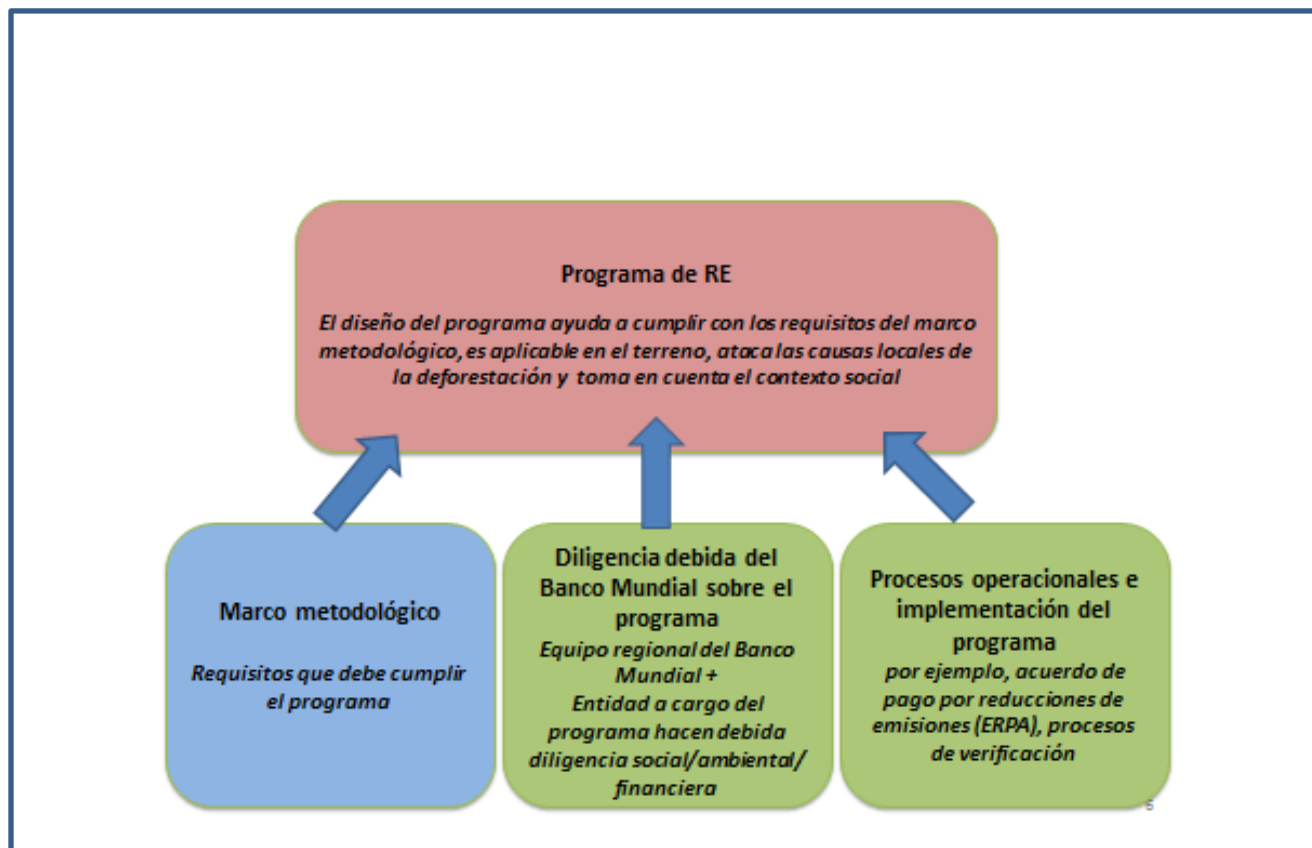 Programa de RE
El diseño del programa ayuda a cumplir con los requisitos del marco
metodológico, es aplicable en el terreno, ataca las causas locales de
la deforestación y toma en cuenta el contexto social
Marco metodológico
Requisitos que debe cumplir
el programa
Diligencia debida del
Banco Mundial sobre el
programa
Equipo regional del Banco
Mundial +
Entidad a cargo del
programa hacen debida
diligencia social/ambiental/
financiera
Procesos operacionales e
implementación del
programa
por ejemplo, acuerdo de
pago por reducciones de
emisiones (ERPA), procesos
de verificación
5